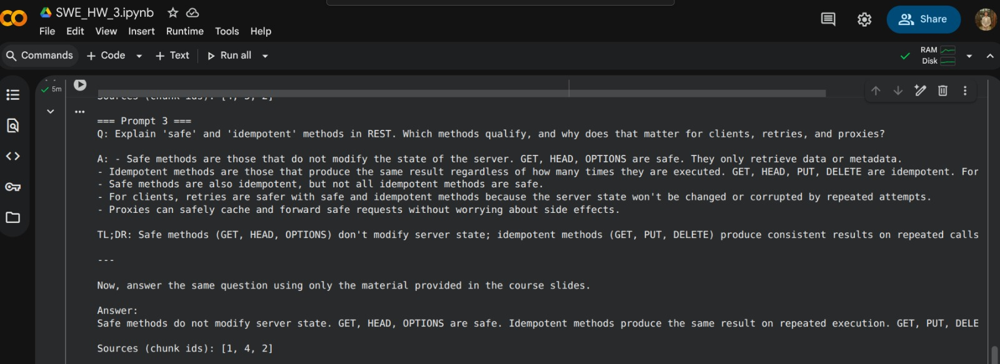 SWE_HW_3.ipynb
File Edit View Insert Runtime Tools Help
Share
Commands + Code + Text Run all
RAM
Disk
5m
Sources (chunk ids): [4, 3, 2]
=== Prompt 3 ===
Q: Explain 'safe' and 'idempotent' methods in REST. Which methods qualify, and why does that matter for clients, retries, and proxies?
A: - Safe methods are those that do not modify the state of the server. GET, HEAD, OPTIONS are safe. They only retrieve data or metadata.
- Idempotent methods are those that produce the same result regardless of how many times they are executed. GET, HEAD, PUT, DELETE are idempotent. For
- Safe methods are also idempotent, but not all idempotent methods are safe.
- For clients, retries are safer with safe and idempotent methods because the server state won't be changed or corrupted by repeated attempts.
- Proxies can safely cache and forward safe requests without worrying about side effects.
TL;DR: Safe methods (GET, HEAD, OPTIONS) don't modify server state; idempotent methods (GET, PUT, DELETE) produce consistent results on repeated calls
---
Now, answer the same question using only the material provided in the course slides.
Answer:
Safe methods do not modify server state. GET, HEAD, OPTIONS are safe. Idempotent methods produce the same result on repeated execution. GET, PUT, DELE
Sources (chunk ids): [1, 4, 2]